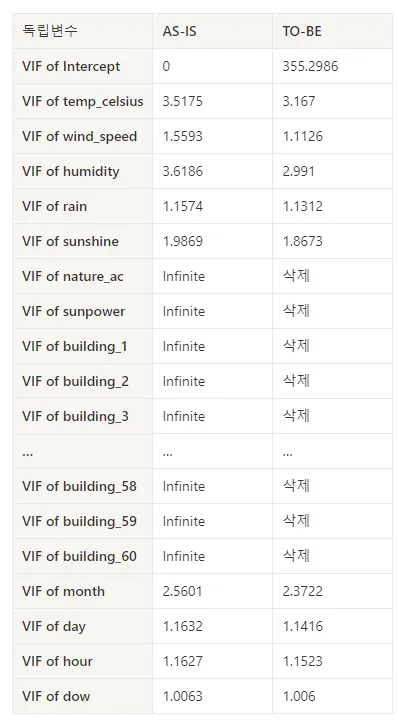 독립변수 AS-IS TO-BE
VIF of Intercept 0 355.2986
VIF of temp_celsius 3.5175 3.167
VIF of wind_speed 1.5593 1.1126
VIF of humidity 3.6186 2.991
VIF of rain 1.1574 1.1312
VIF of sunshine 1.9869 1.8673
VIF of nature_ac Infinite 삭제
VIF of sunpower Infinite 삭제
VIF of building_1 Infinite 삭제
VIF of building_2 Infinite 삭제
VIF of building_3 Infinite 삭제
... ... ...
VIF of building_58 Infinite 삭제
VIF of building_59 Infinite 삭제
VIF of building_60 Infinite 삭제
VIF of month 2.5601 2.3722
VIF of day 1.1632 1.1416
VIF of hour 1.1627 1.1523
VIF of dow 1.0063 1.006